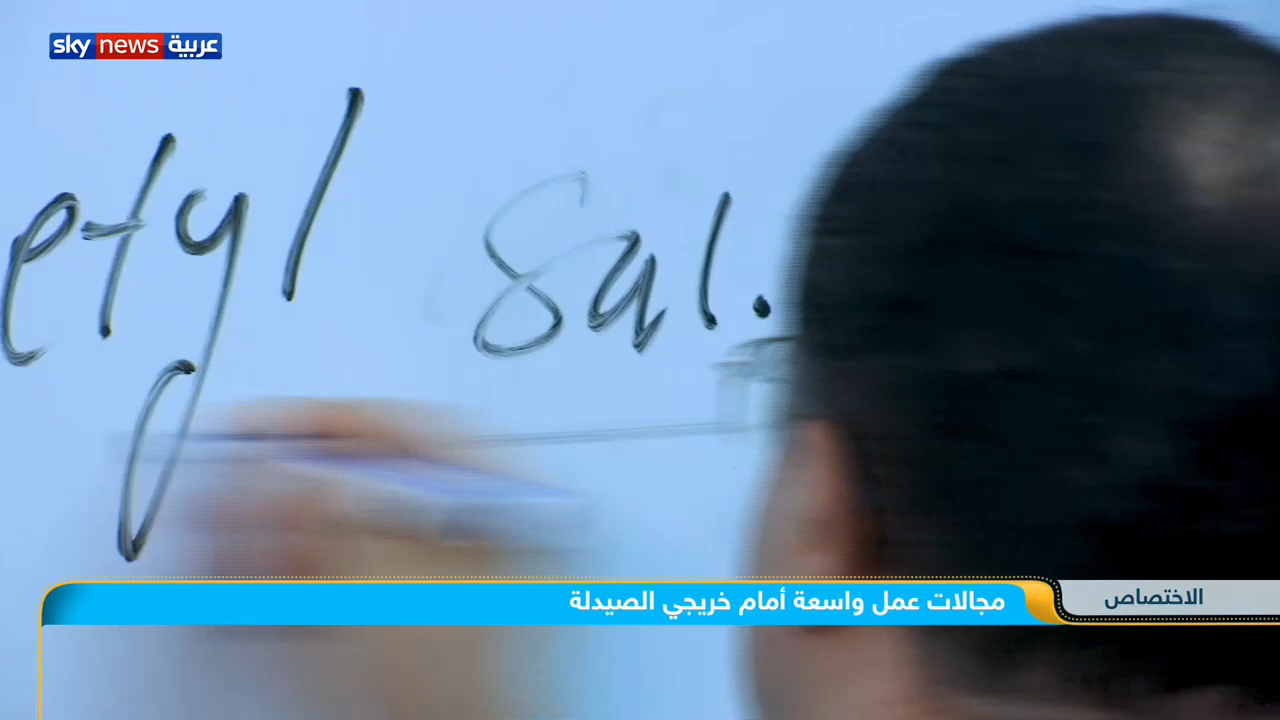 sky news عربية
etyl Sal.
الاختصاص
مجالات عمل واسعة أمام خريجي الصيدلة